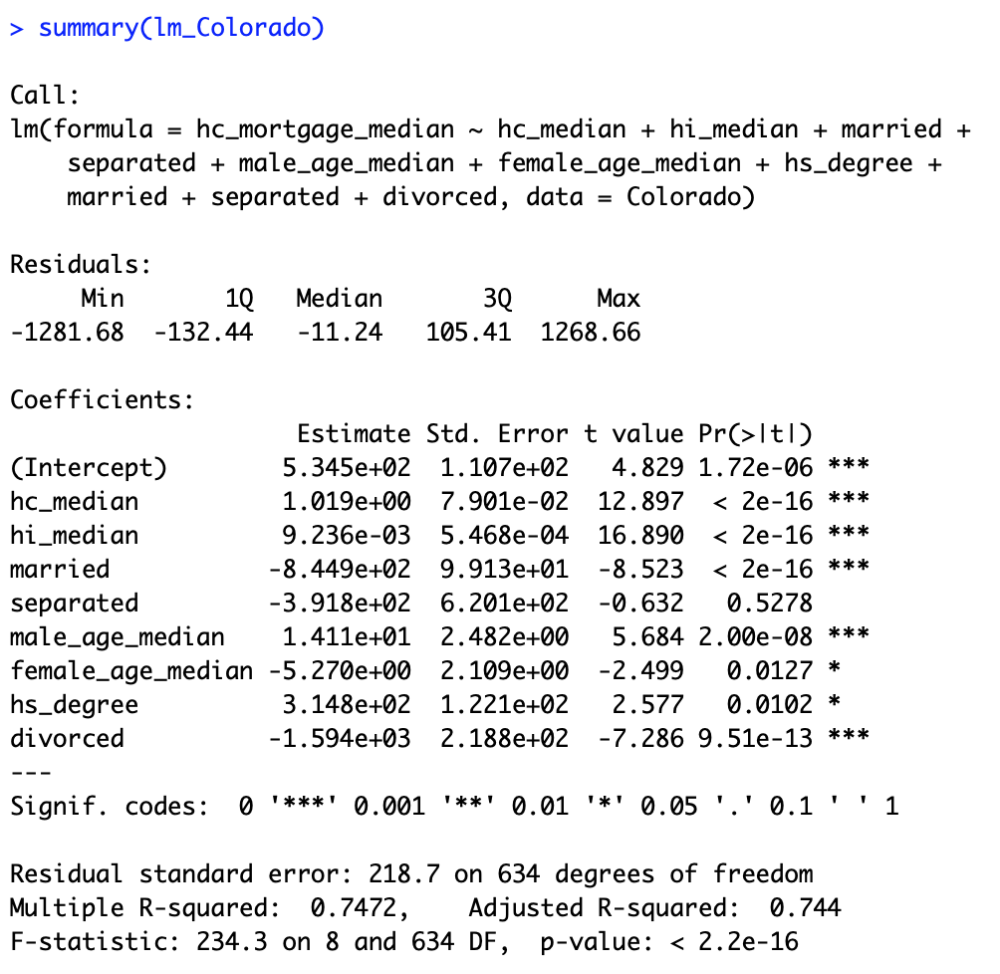 > summary(lm_Colorado)
Call:
lm(formula = hc_mortgage_median ~ hc_median + hi_median + married +
    separated + male_age_median + female_age_median + hs_degree +
    married + separated + divorced, data = Colorado)
Residuals:
     Min       1Q   Median       3Q      Max
-1281.68  -132.44   -11.24   105.41  1268.66
Coefficients:
                    Estimate Std. Error t value Pr(>|t|)
(Intercept)        5.345e+02  1.107e+02   4.829 1.72e-06 ***
hc_median          1.019e+00  7.901e-02  12.897  < 2e-16 ***
hi_median          9.236e-03  5.468e-04  16.890  < 2e-16 ***
married           -8.449e+02  9.913e+01  -8.523  < 2e-16 ***
separated         -3.918e+02  6.201e+02  -0.632   0.5278
male_age_median    1.411e+01  2.482e+00   5.684 2.00e-08 ***
female_age_median -5.270e+00  2.109e+00  -2.499   0.0127 *
hs_degree          3.148e+02  1.221e+02   2.577   0.0102 *
divorced          -1.594e+03  2.188e+02  -7.286 9.51e-13 ***
---
Signif. codes:  0 '***' 0.001 '**' 0.01 '*' 0.05 '.' 0.1 ' ' 1
Residual standard error: 218.7 on 634 degrees of freedom
Multiple R-squared:  0.7472,    Adjusted R-squared:  0.744
F-statistic: 234.3 on 8 and 634 DF,  p-value: < 2.2e-16